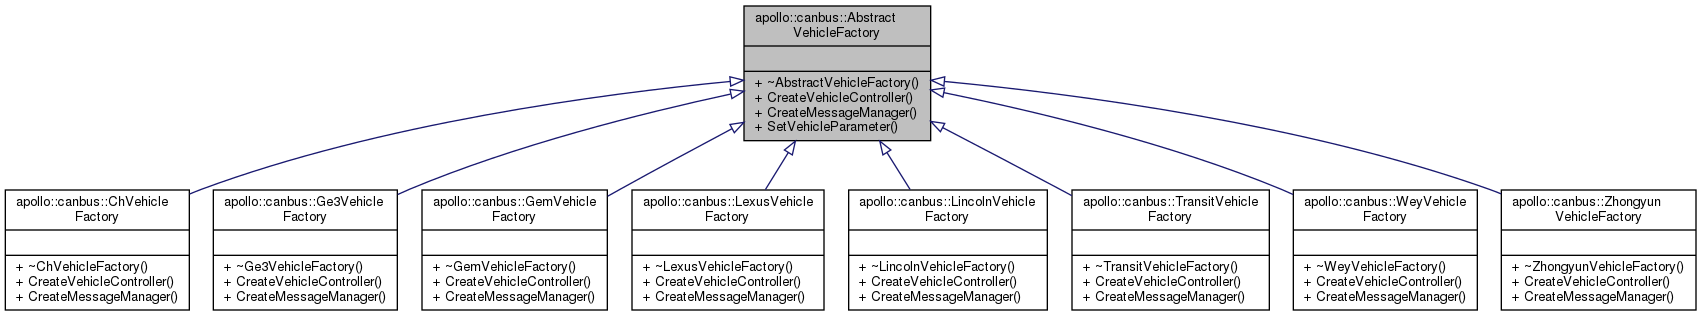 apollo::canbus::Abstract
VehicleFactory
+ ~AbstractVehicleFactory()
+ CreateVehicleController()
+ CreateMessageManager()
+ SetVehicleParameter()
apollo::canbus::ChVehicle
Factory
+ ~ChVehicleFactory()
+ CreateVehicleController()
+ CreateMessageManager()
apollo::canbus::Ge3Vehicle
Factory
+ ~Ge3VehicleFactory()
+ CreateVehicleController()
+ CreateMessageManager()
apollo::canbus::GemVehicle
Factory
+ ~GemVehicleFactory()
+ CreateVehicleController()
+ CreateMessageManager()
apollo::canbus::LexusVehicle
Factory
+ ~LexusVehicleFactory()
+ CreateVehicleController()
+ CreateMessageManager()
apollo::canbus::LincolnVehicle
Factory
+ ~LincolnVehicleFactory()
+ CreateVehicleController()
+ CreateMessageManager()
apollo::canbus::TransitVehicle
Factory
+ ~TransitVehicleFactory()
+ CreateVehicleController()
+ CreateMessageManager()
apollo::canbus::WeyVehicle
Factory
+ ~WeyVehicleFactory()
+ CreateVehicleController()
+ CreateMessageManager()
apollo::canbus::Zhongyun
VehicleFactory
+ ~ZhongyunVehicleFactory()
+ CreateVehicleController()
+ CreateMessageManager()